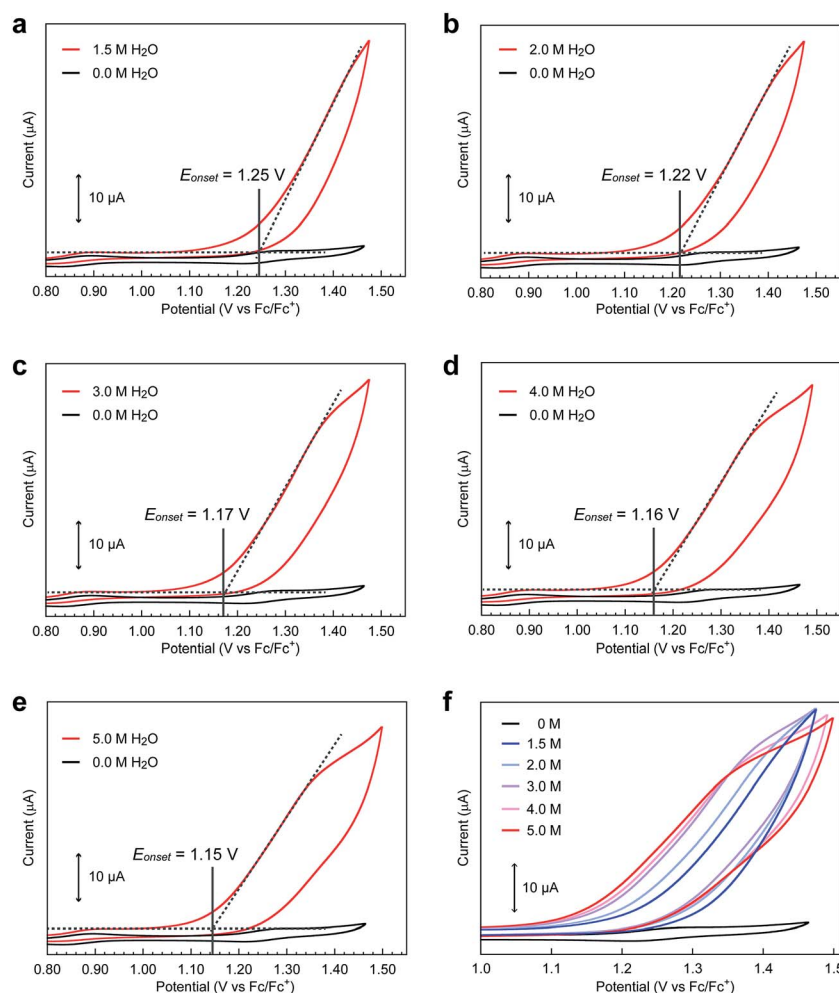 a
1.5 M H2O
0.0 M H2O
Current (μA)
10 μA
Eonset = 1.25 V
0.80 0.90 1.00 1.10 1.20 1.30 1.40 1.50
Potential (V vs Fc/Fc+)
b
2.0 M H2O
0.0 M H2O
Current (μA)
10 μA
Eonset = 1.22 V
0.80 0.90 1.00 1.10 1.20 1.30 1.40 1.50
Potential (V vs Fc/Fc+)
c
3.0 M H2O
0.0 M H2O
Current (μA)
10 μA
Eonset = 1.17 V
0.80 0.90 1.00 1.10 1.20 1.30 1.40 1.50
Potential (V vs Fc/Fc+)
d
4.0 M H2O
0.0 M H2O
Current (μA)
10 μA
Eonset = 1.16 V
0.80 0.90 1.00 1.10 1.20 1.30 1.40 1.50
Potential (V vs Fc/Fc+)
e
5.0 M H2O
0.0 M H2O
Current (μA)
10 μA
Eonset = 1.15 V
0.80 0.90 1.00 1.10 1.20 1.30 1.40 1.50
Potential (V vs Fc/Fc+)
f
0 M
1.5 M
2.0 M
3.0 M
4.0 M
5.0 M
Current (μA)
10 μA
1.0 1.1 1.2 1.3 1.4 1.5
Potential (V vs Fc/Fc+)